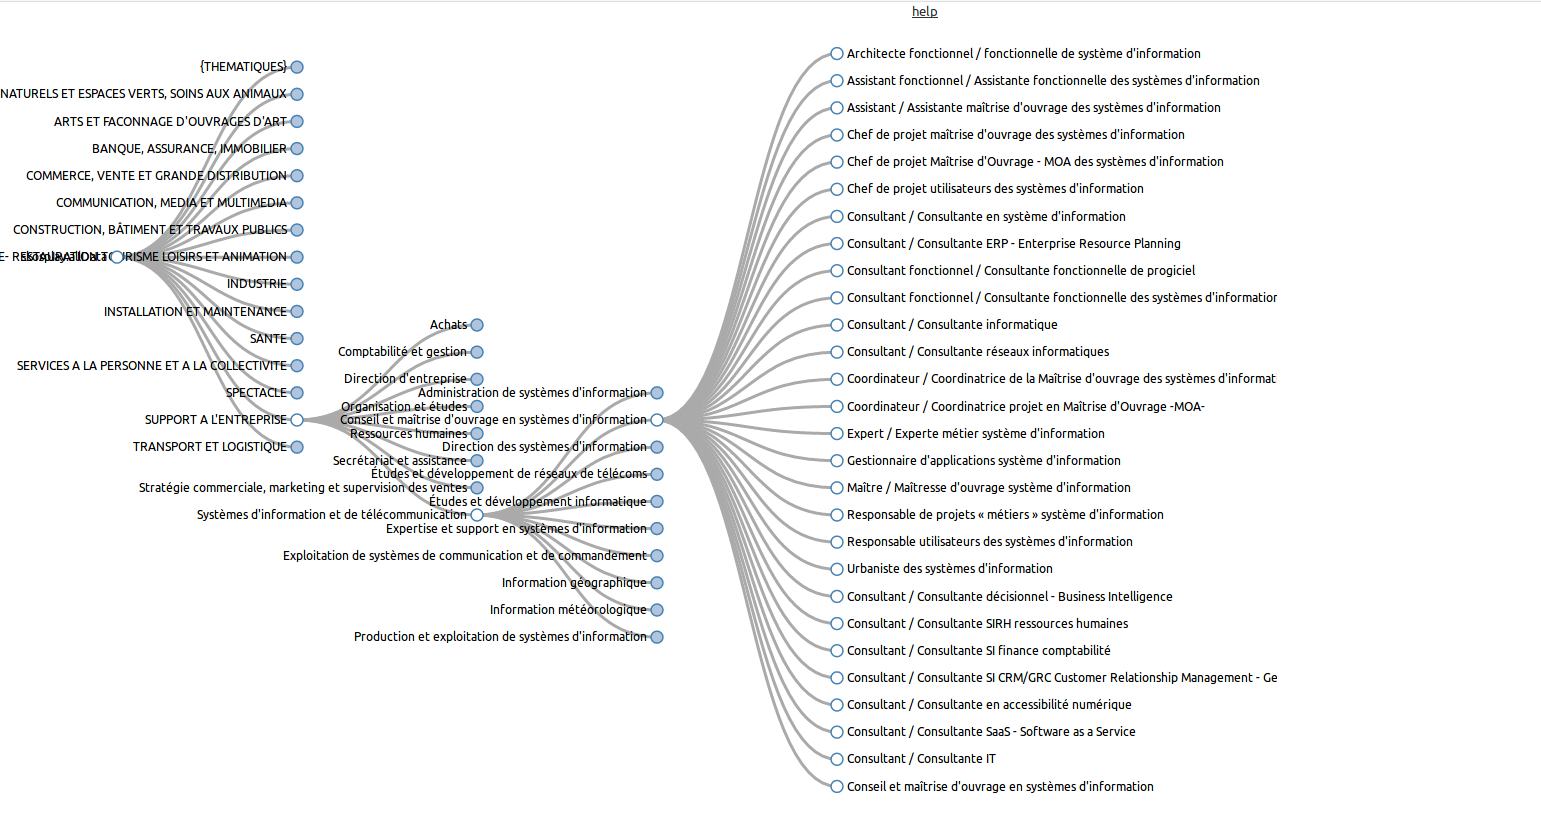 help
{THEMATIQUES}
NATURELS ET ESPACES VERTS, SOINS AUX ANIMAUX
ARTS ET FACONNAGE D'OUVRAGES D'ART
BANQUE, ASSURANCE, IMMOBILIER
COMMERCE, VENTE ET GRANDE DISTRIBUTION
COMMUNICATION, MEDIA ET MULTIMEDIA
CONSTRUCTION, BÂTIMENT ET TRAVAUX PUBLICS
E- RESTAURATION TOURISME LOISIRS ET ANIMATION
INDUSTRIE
INSTALLATION ET MAINTENANCE
SANTE
SERVICES A LA PERSONNE ET A LA COLLECTIVITE
SPECTACLE
SUPPORT A L'ENTREPRISE
TRANSPORT ET LOGISTIQUE
Achats
Comptabilité et gestion
Direction d'entreprise
Organisation et études
Ressources humaines
Secrétariat et assistance
Stratégie commerciale, marketing et supervision des ventes
Systèmes d'information et de télécommunication
Administration de systèmes d'information
Conseil et maîtrise d'ouvrage en systèmes d'information
Direction des systèmes d'information
Études et développement de réseaux de télécoms
Études et développement informatique
Expertise et support en systèmes d'information
Exploitation de systèmes de communication et de commandement
Information géographique
Information météorologique
Production et exploitation de systèmes d'information
Architecte fonctionnel / fonctionnelle de système d'information
Assistant fonctionnel / Assistante fonctionnelle des systèmes d'information
Assistant / Assistante maîtrise d'ouvrage des systèmes d'information
Chef de projet maîtrise d'ouvrage des systèmes d'information
Chef de projet Maîtrise d'Ouvrage - MOA des systèmes d'information
Chef de projet utilisateurs des systèmes d'information
Consultant / Consultante en système d'information
Consultant / Consultante ERP - Enterprise Resource Planning
Consultant fonctionnel / Consultante fonctionnelle de progiciel
Consultant fonctionnel / Consultante fonctionnelle des systèmes d'information
Consultant / Consultante informatique
Consultant / Consultante réseaux informatiques
Coordinateur / Coordinatrice de la Maîtrise d'ouvrage des systèmes d'informati
Coordinateur / Coordinatrice projet en Maîtrise d'Ouvrage -MOA-
Expert / Experte métier système d'information
Gestionnaire d'applications système d'information
Maître / Maîtresse d'ouvrage système d'information
Responsable de projets « métiers » système d'information
Responsable utilisateurs des systèmes d'information
Urbaniste des systèmes d'information
Consultant / Consultante décisionnel - Business Intelligence
Consultant / Consultante SIRH ressources humaines
Consultant / Consultante SI finance comptabilité
Consultant / Consultante SI CRM/GRC Customer Relationship Management - Ge
Consultant / Consultante en accessibilité numérique
Consultant / Consultante SaaS - Software as a Service
Consultant / Consultante IT
Conseil et maîtrise d'ouvrage en systèmes d'information